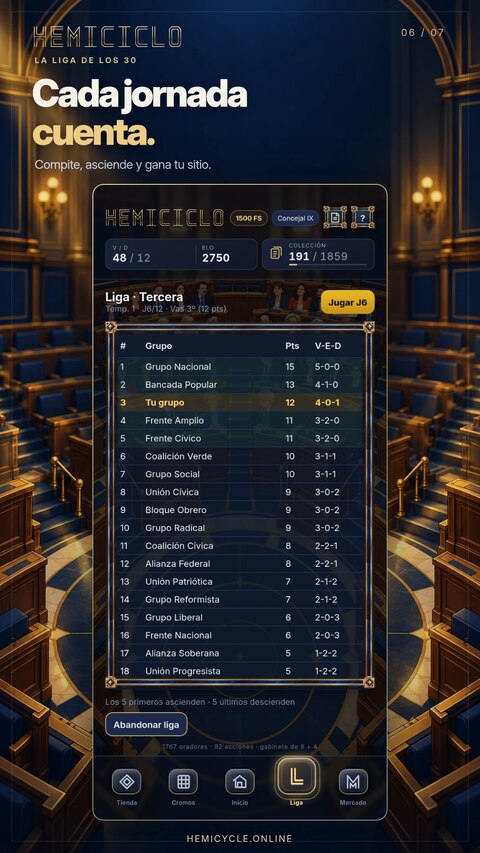 HEMICICLO
06 / 07
LA LIGA DE LOS 30
Cada jornada
cuenta.
Compite, asciende y gana tu sitio.
HEMICICLO
1500 FS
Concejal IX
?
V / D
48 / 12
ELO
2750
COLECCIÓN
191 / 1859
Liga · Tercera
Temp. 1 · J6/12 · Vas 3º (12 pts)
Jugar J6
# Grupo Pts V-E-D
1 Grupo Nacional 15 5-0-0
2 Bancada Popular 13 4-1-0
3 Tu grupo 12 4-0-1
4 Frente Amplio 11 3-2-0
5 Frente Cívico 11 3-2-0
6 Coalición Verde 10 3-1-1
7 Grupo Social 10 3-1-1
8 Unión Cívica 9 3-0-2
9 Bloque Obrero 9 3-0-2
10 Grupo Radical 9 3-0-2
11 Coalición Cívica 8 2-2-1
12 Alianza Federal 8 2-2-1
13 Unión Patriótica 7 2-1-2
14 Grupo Reformista 7 2-1-2
15 Grupo Liberal 6 2-0-3
16 Frente Nacional 6 2-0-3
17 Alianza Soberana 5 1-2-2
18 Unión Progresista 5 1-2-2
Los 5 primeros ascienden · 5 últimos descienden
Abandonar liga
1767 oradores · 92 acciones · gabinete de 8 + 4
Tienda
Cromos
Inicio
Liga
Mercado
HEMICYCLE.ONLINE